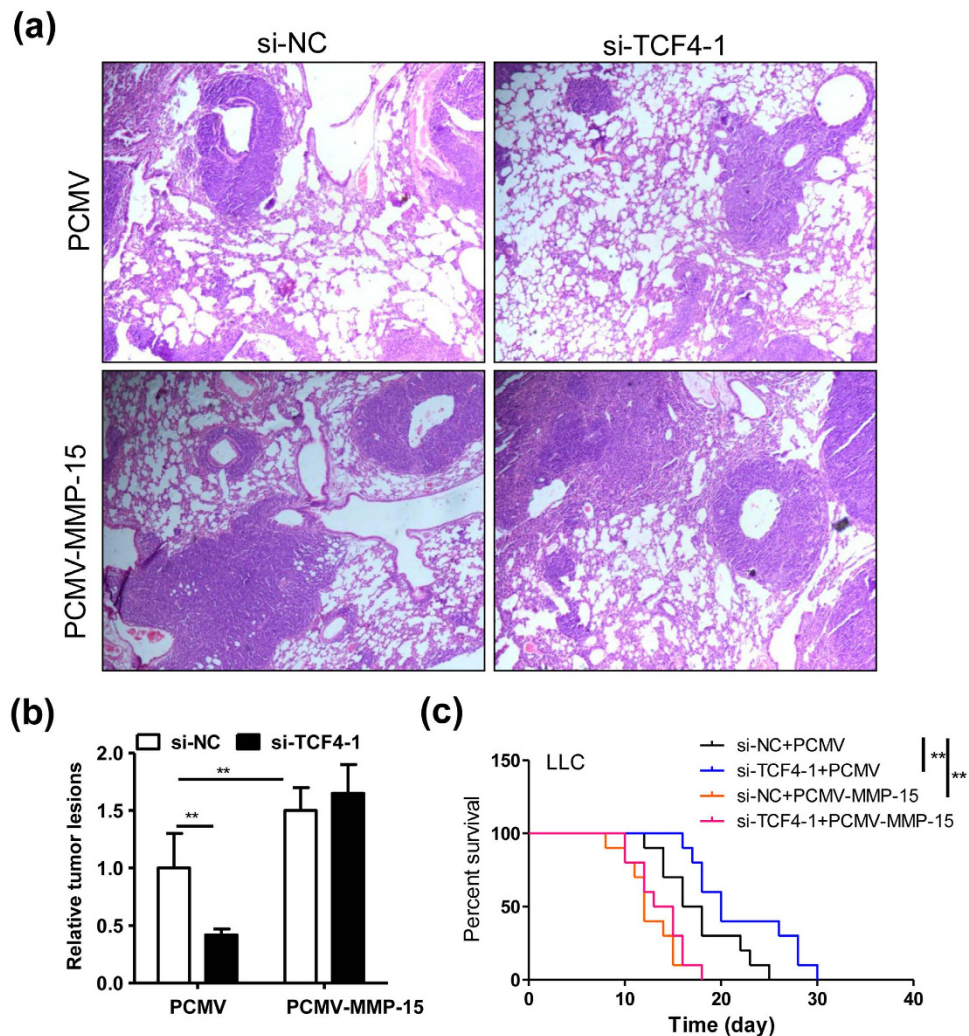 (a)
si-NC
si-TCF4-1
PCMV
PCMV-MMP-15
(b)
si-NC
si-TCF4-1
Relative tumor lesions
2.0
1.5
1.0
0.5
0.0
**
**
PCMV
PCMV-MMP-15
(c)
LLC
si-NC+PCMV
si-TCF4-1+PCMV
si-NC+PCMV-MMP-15
si-TCF4-1+PCMV-MMP-15
**
**
Percent survival
150
100
50
0
0
10
20
30
40
Time (day)